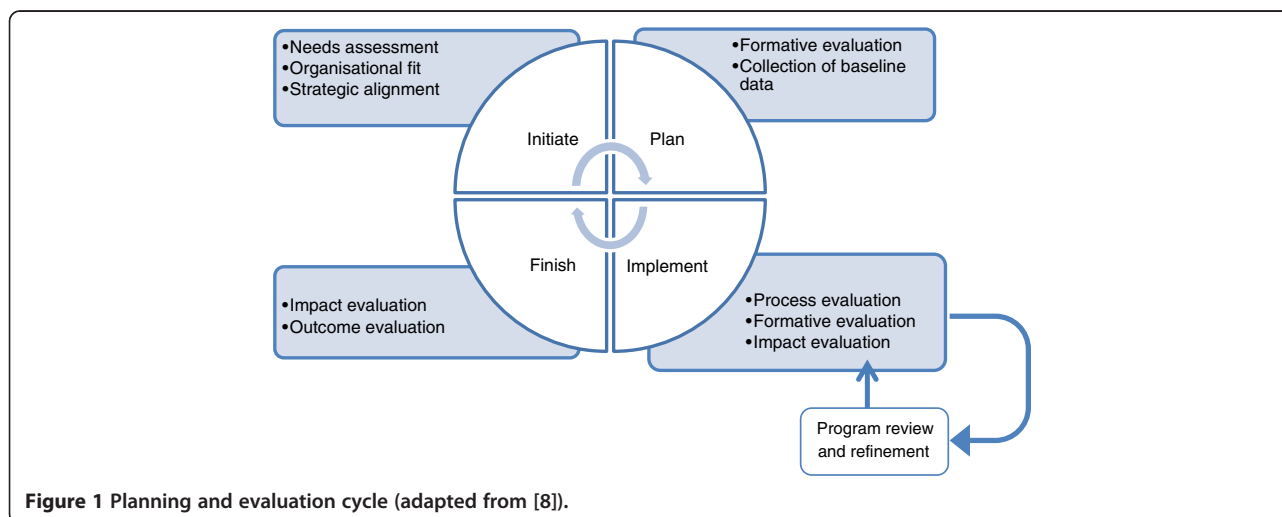 •Needs assessment
•Organisational fit
•Strategic alignment
•Formative evaluation
•Collection of baseline
data
Initiate
Plan
Finish
Implement
•Impact evaluation
•Outcome evaluation
•Process evaluation
•Formative evaluation
•Impact evaluation
Program review
and refinement
Figure 1 Planning and evaluation cycle (adapted from [8]).